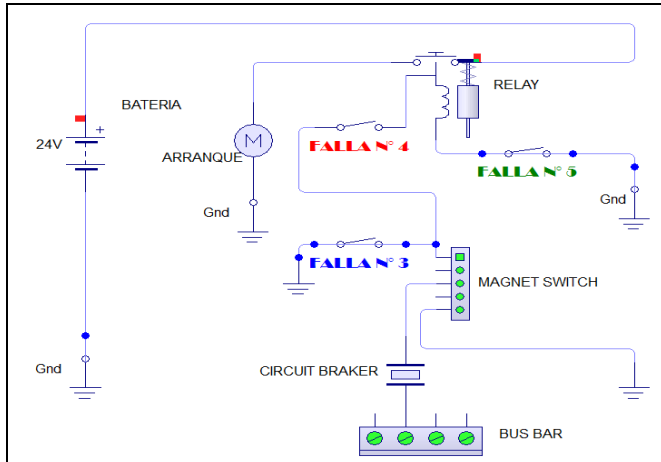 BATERIA
+
24V
RELAY
M
ARRANQUE
FALLA N° 4
FALLA N° 5
Gnd
Gnd
FALLA N° 3
MAGNET SWITCH
Gnd
CIRCUIT BRAKER
BUS BAR